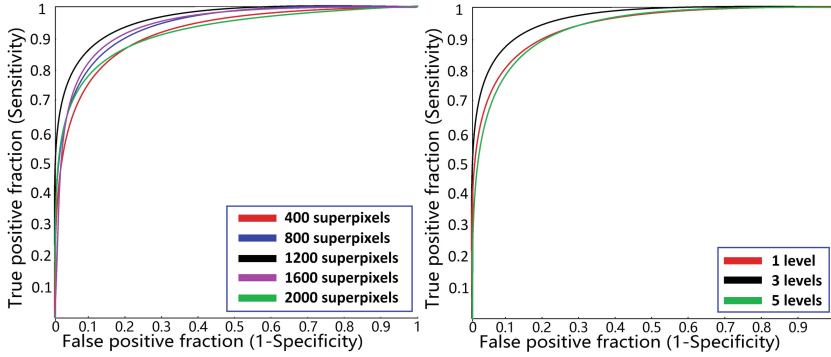 True positive fraction (Sensitivity)
1
0.9
0.8
0.7
0.6
0.5
0.4
0.3
0.2
0.1
0 0.1 0.2 0.3 0.4 0.5 0.6 0.7 0.8 0.9 1
False positive fraction (1-Specificity)
400 superpixels
800 superpixels
1200 superpixels
1600 superpixels
2000 superpixels
True positive fraction (Sensitivity)
1
0.9
0.8
0.7
0.6
0.5
0.4
0.3
0.2
0.1
0 0.1 0.2 0.3 0.4 0.5 0.6 0.7 0.8 0.9
False positive fraction (1-Specificity)
1 level
3 levels
5 levels